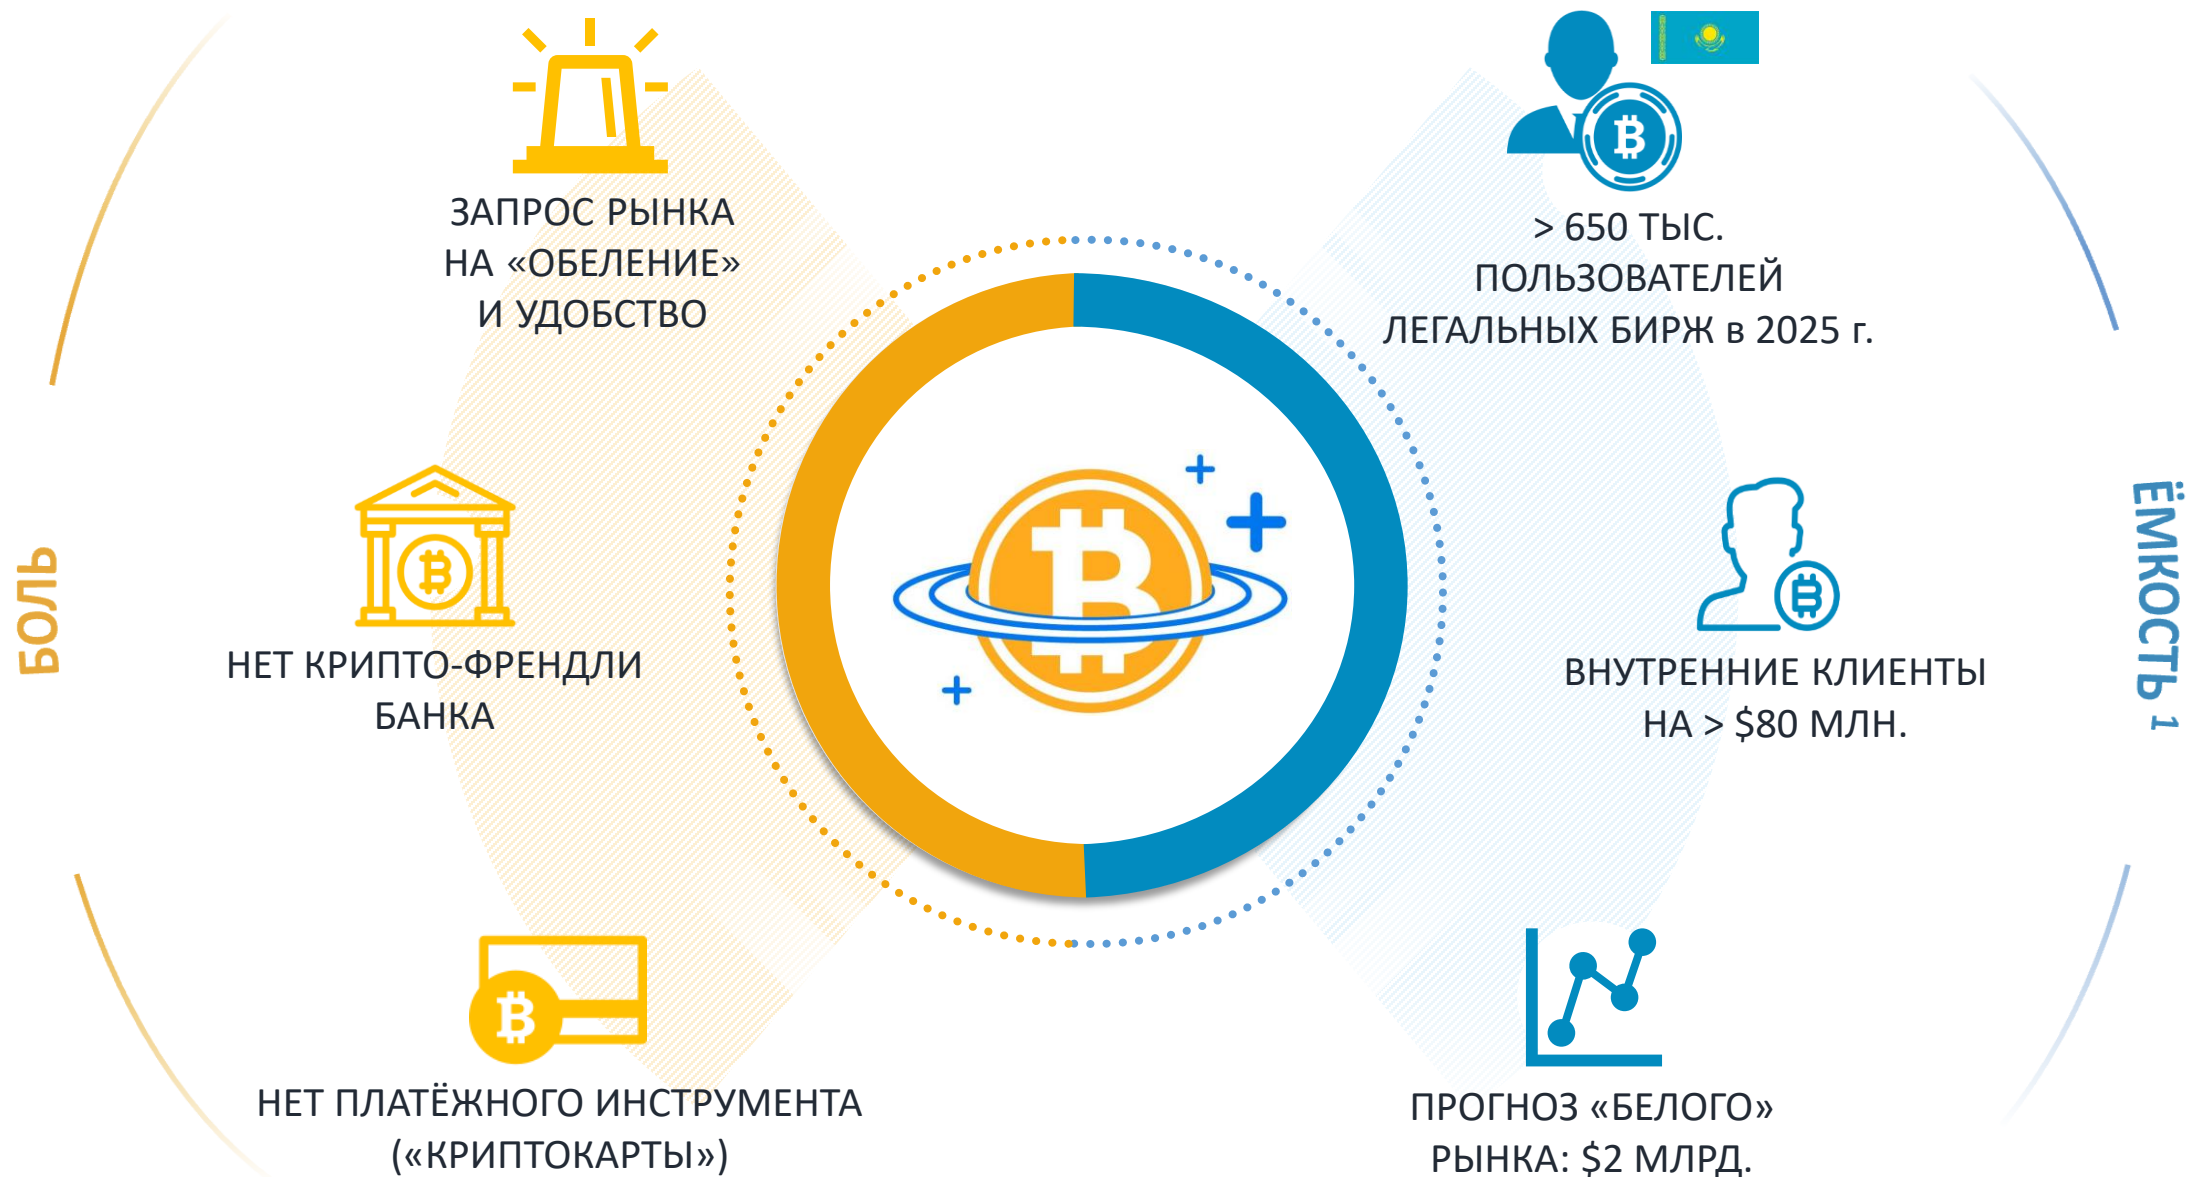 ЗАПРОС РЫНКА
НА «ОБЕЛЕНИЕ»
И УДОБСТВО
> 650 ТЫС.
ПОЛЬЗОВАТЕЛЕЙ
ЛЕГАЛЬНЫХ БИРЖ в 2025 г.
БОЛЬ
НЕТ КРИПТО-ФРЕНДЛИ
БАНКА
ВНУТРЕННИЕ КЛИЕНТЫ
НА > $80 МЛН.
ЁМКОСТЬ ¹
НЕТ ПЛАТЁЖНОГО ИНСТРУМЕНТА
(«КРИПТОКАРТЫ»)
ПРОГНОЗ «БЕЛОГО»
РЫНКА: $2 МЛРД.